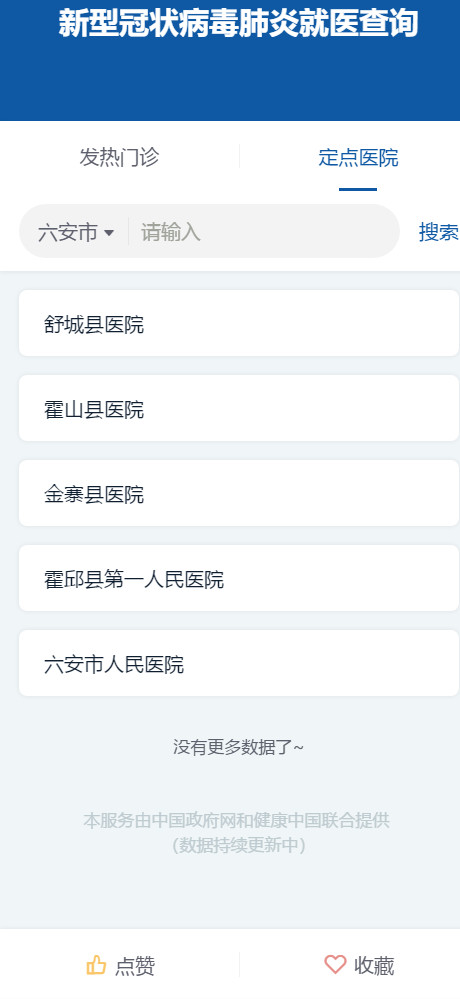 新型冠状病毒肺炎就医查询
发热门诊
定点医院
六安市
请输入
搜索
舒城县医院
霍山县医院
金寨县医院
霍邱县第一人民医院
六安市人民医院
没有更多数据了~
本服务由中国政府网和健康中国联合提供
(数据持续更新中)
点赞
收藏